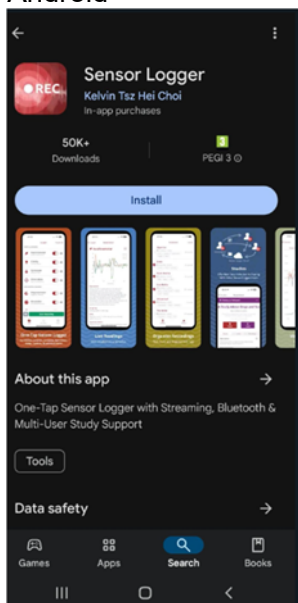 Android
REC
Sensor Logger
Kelvin Tsz Hei Choi
In-app purchases
50K+
Downloads
3
PEGI 3
Install
About this app
One-Tap Sensor Logger with Streaming, Bluetooth &
Multi-User Study Support
Tools
Data safety
Games
Apps
Search
Books